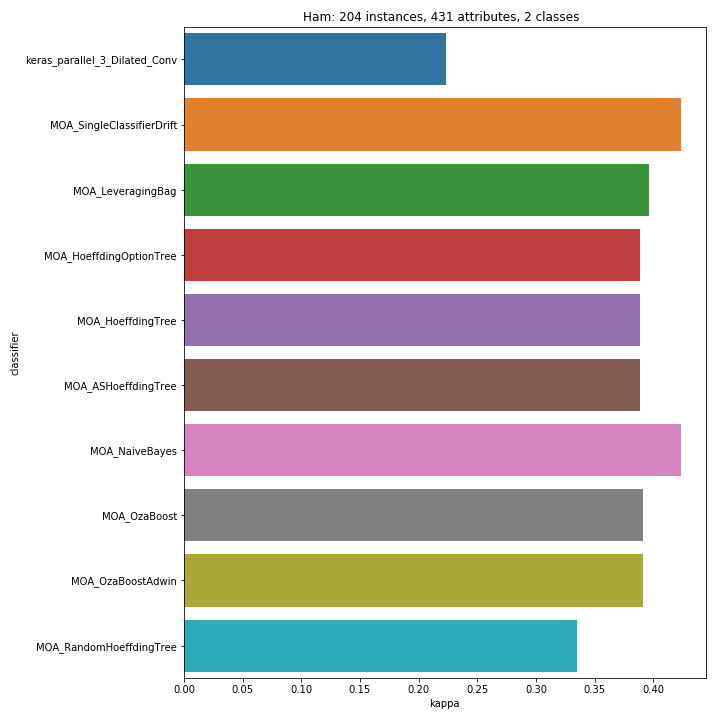 Ham: 204 instances, 431 attributes, 2 classes
classifier
keras_parallel_3_Dilated_Conv
MOA_SingleClassifierDrift
MOA_LeveragingBag
MOA_HoeffdingOptionTree
MOA_HoeffdingTree
MOA_ASHoeffdingTree
MOA_NaiveBayes
MOA_OzaBoost
MOA_OzaBoostAdwin
MOA_RandomHoeffdingTree
0.00 0.05 0.10 0.15 0.20 0.25 0.30 0.35 0.40
kappa